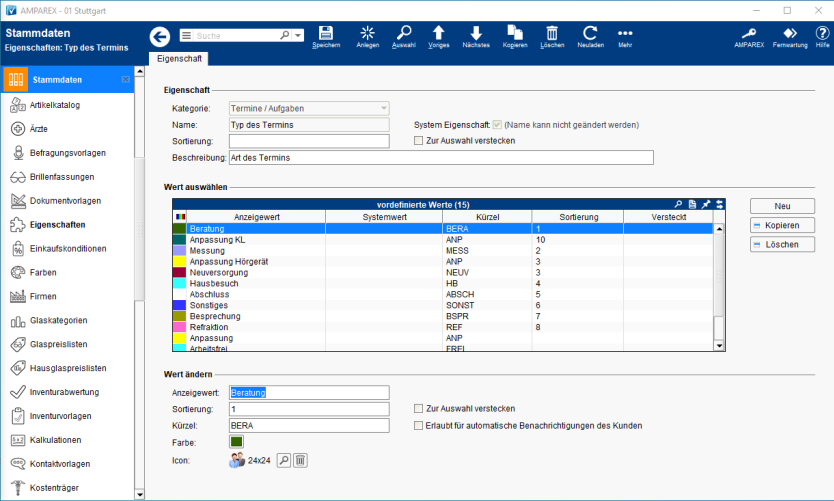 AMPAREX - 01 Stuttgart
Stammdaten
Eigenschaften: Typ des Termins
Suche
Speichern Anlegen Auswahl Voriges Nächstes Kopieren Löschen Neuladen Mehr AMPAREX Fernwartung Hilfe
Eigenschaft
Stammdaten
Artikelkatalog
Ärzte
Befragungsvorlagen
Brillenfassungen
Dokumentvorlagen
Eigenschaften
Einkaufskonditionen
Farben
Firmen
Glaskategorien
Glaspreislisten
Hausglaspreislisten
Inventurabwertung
Inventurvorlagen
Kalkulationen
Kontaktvorlagen
Kostenträger
Eigenschaft
Kategorie: Termine / Aufgaben
Name: Typ des Termins System Eigenschaft: (Name kann nicht geändert werden)
Sortierung: Zur Auswahl verstecken
Beschreibung: Art des Termins
Wert auswählen
vordefinierte Werte (15)
Anzeigewert Systemwert Kürzel Sortierung Versteckt
Beratung BERA 1
Anpassung KL ANP 10
Messung MESS 2
Anpassung Hörgerät ANP 3
Neuversorgung NEUV 3
Hausbesuch HB 4
Abschluss ABSCH 5
Sonstiges SONST 6
Besprechung BSPR 7
Refraktion REF 8
Anpassung ANP
Arbeitsfrei FREI
Neu
Kopieren
Löschen
Wert ändern
Anzeigewert: Beratung
Sortierung: 1 Zur Auswahl verstecken
Kürzel: BERA Erlaubt für automatische Benachrichtigungen des Kunden
Farbe:
Icon: 24x24